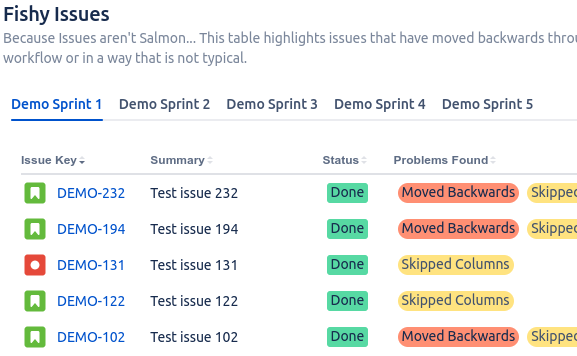 Fishy Issues
Because Issues aren't Salmon... This table highlights issues that have moved backwards
workflow or in a way that is not typical.
Demo Sprint 1 Demo Sprint 2 Demo Sprint 3 Demo Sprint 4 Demo Sprint 5
Issue Key Summary Status Problems Found
DEMO-232 Test issue 232 Done Moved Backwards
DEMO-194 Test issue 194 Done Moved Backwards
DEMO-131 Test issue 131 Done Skipped Columns
DEMO-122 Test issue 122 Done Skipped Columns
DEMO-102 Test issue 102 Done Moved Backwards